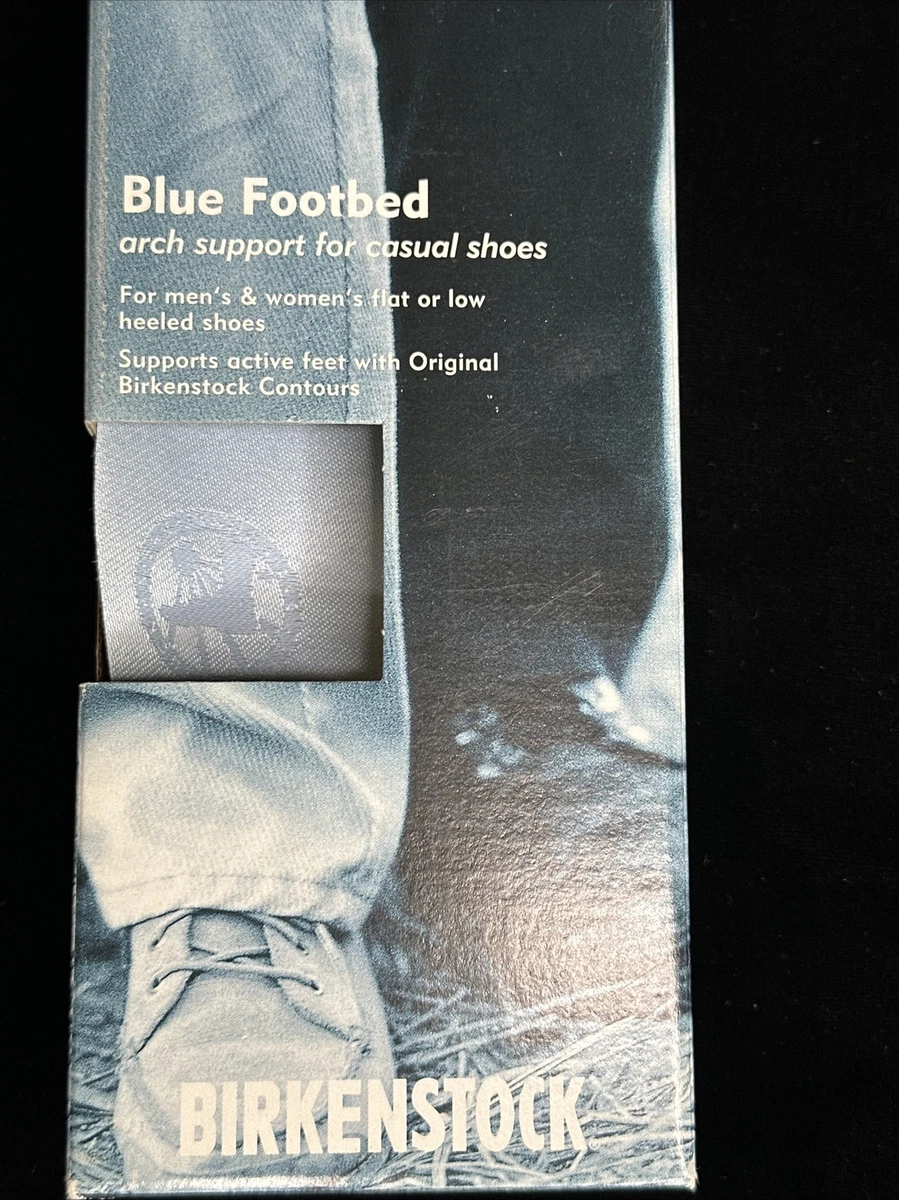 Blue Footbed
arch support for casual shoes
For men's & women's flat or low
heeled shoes
Supports active feet with Original
Birkenstock Contours
BIRKENSTOCK